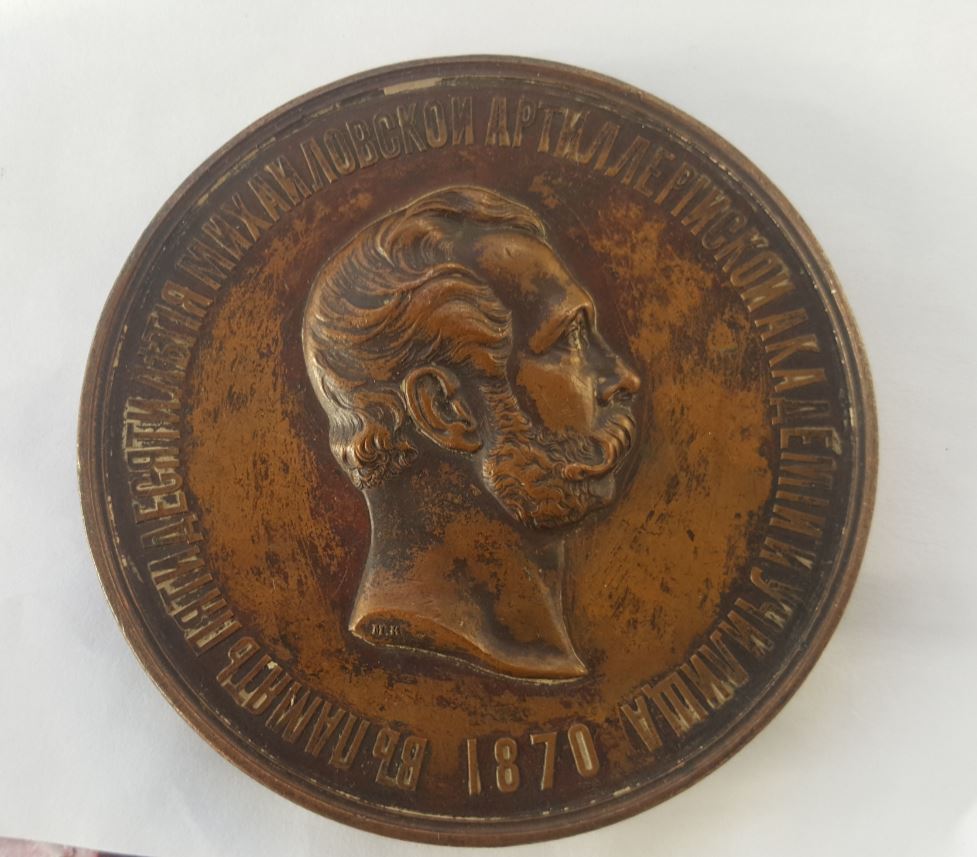 ВЪ ПАМЯТЬ ПЯТИДЕСЯТИЛѢТІЯ МИХАИЛОВСКОЙ АРТИЛЛЕРІЙСКОЙ АКАДЕМІИ И УЧИЛИЩА
1870